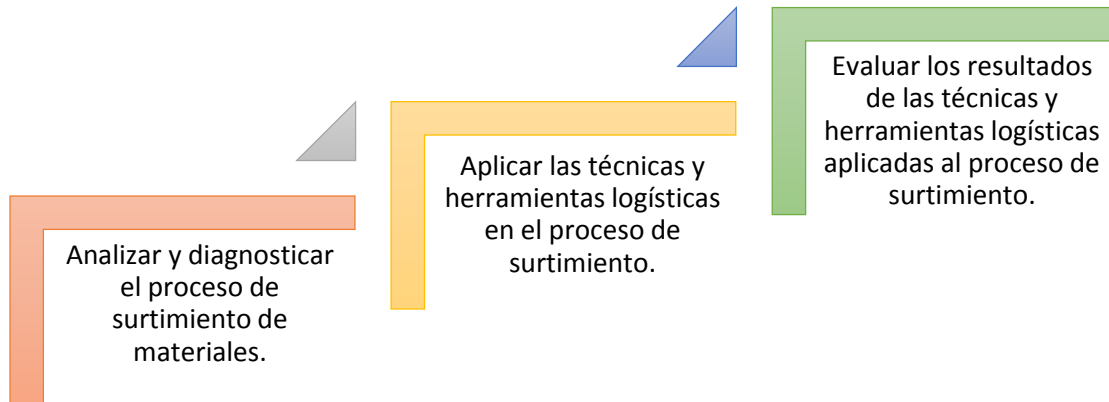 Analizar y diagnosticar
el proceso de
surtimiento de
materiales.
Aplicar las técnicas y
herramientas logísticas
en el proceso de
surtimiento.
Evaluar los resultados
de las técnicas y
herramientas logísticas
aplicadas al proceso de
surtimiento.